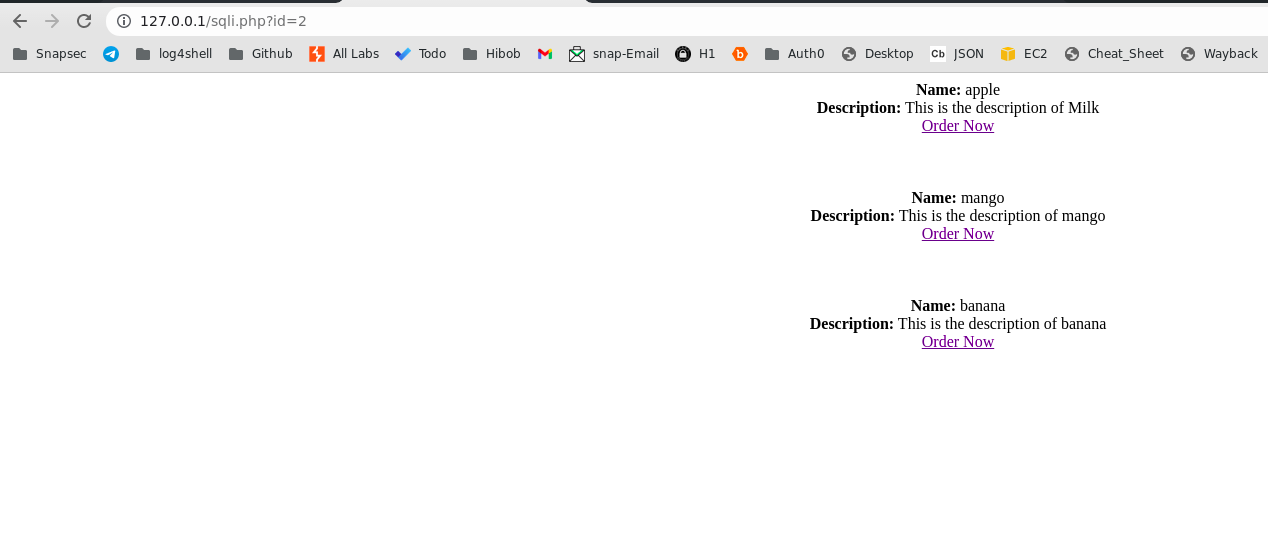 127.0.0.1/sqli.php?id=2
Snapsec log4shell Github All Labs Todo Hibob snap-Email H1 Auth0 Desktop Cb JSON EC2 Cheat_Sheet Wayback
Name: apple
Description: This is the description of Milk
Order Now
Name: mango
Description: This is the description of mango
Order Now
Name: banana
Description: This is the description of banana
Order Now